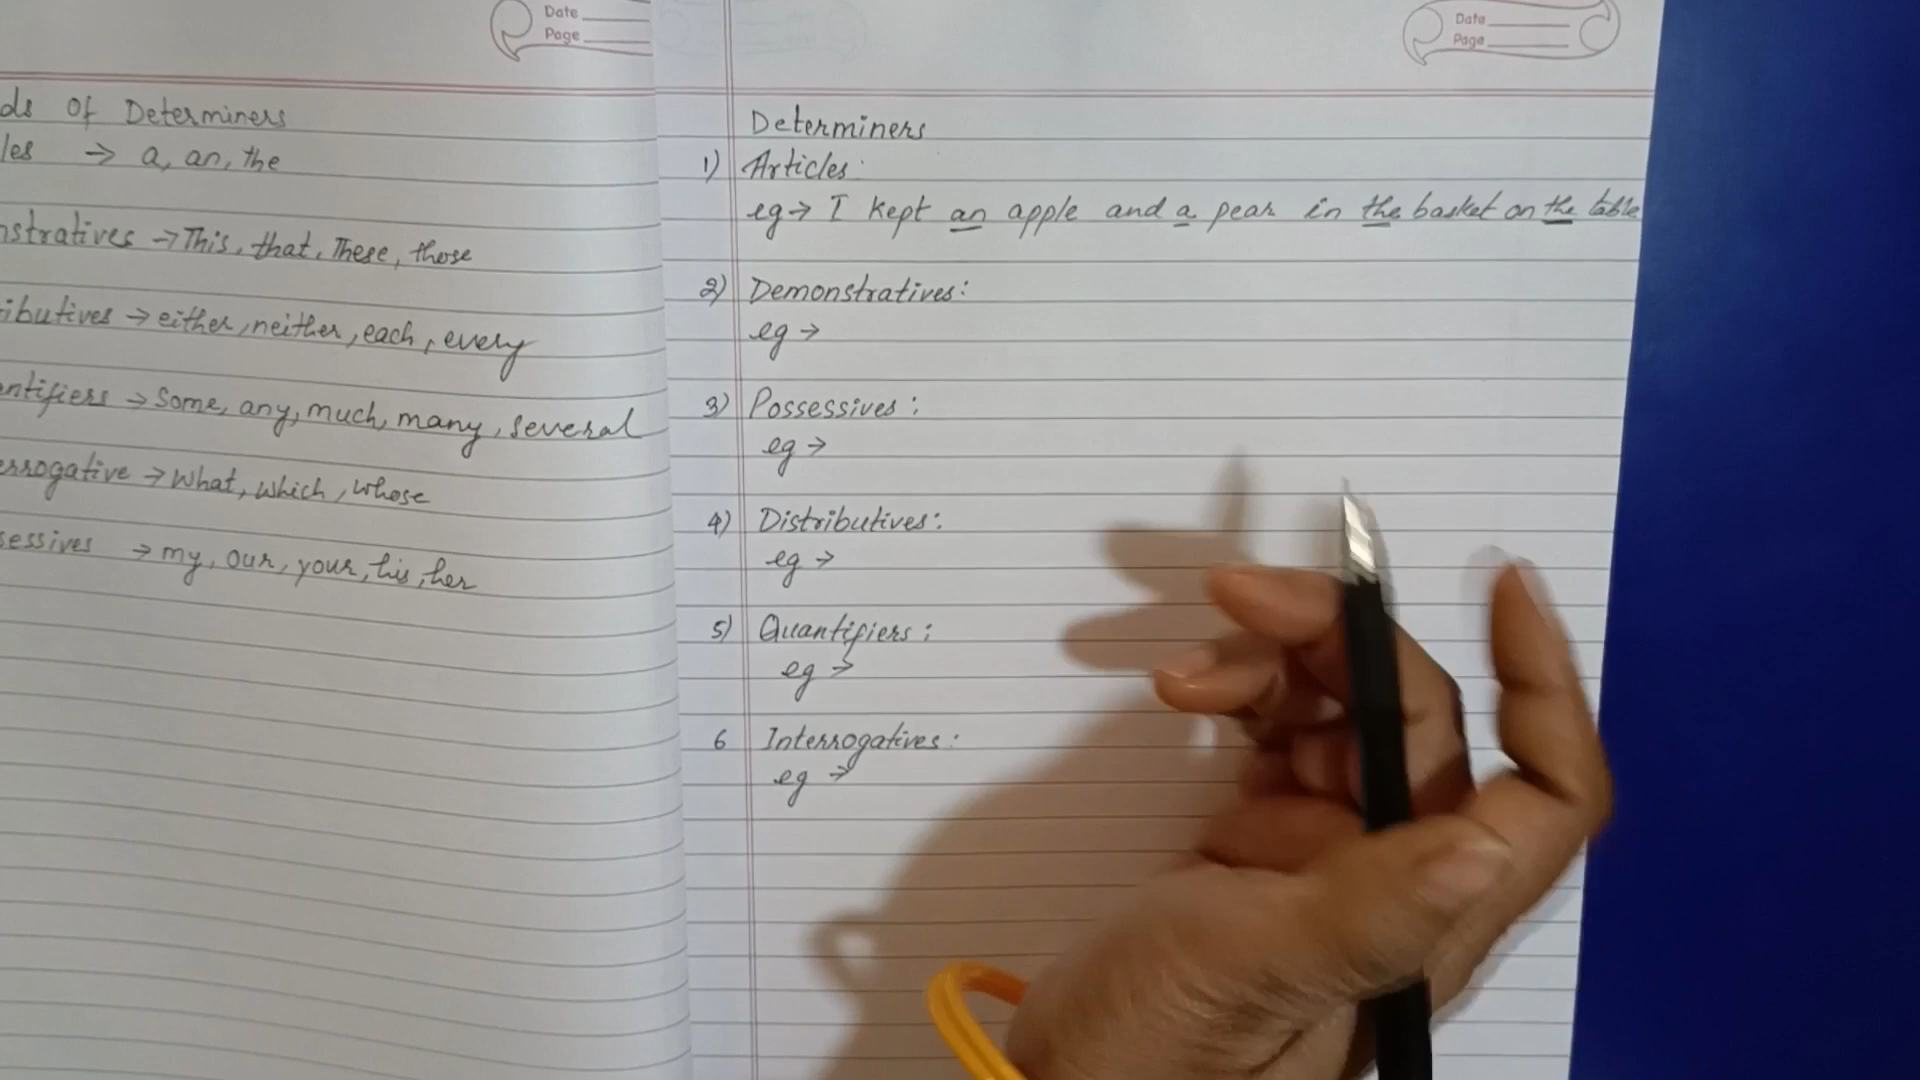 Date
Page
ds Of Determiners
les → a, an, the
nstratives → This, that, These, those
ributives → either, neither, each, every
antifiers → Some, any, much, many, several
errogative → What, which, whose
sessives → my, our, your, his, her
Date
Page
Determiners
1) Articles:
eg → I kept an apple and a pear in the basket on the table
2) Demonstratives:
eg →
3) Possessives:
eg →
4) Distributives:
eg →
5) Quantifiers:
eg →
6 Interrogatives:
eg →